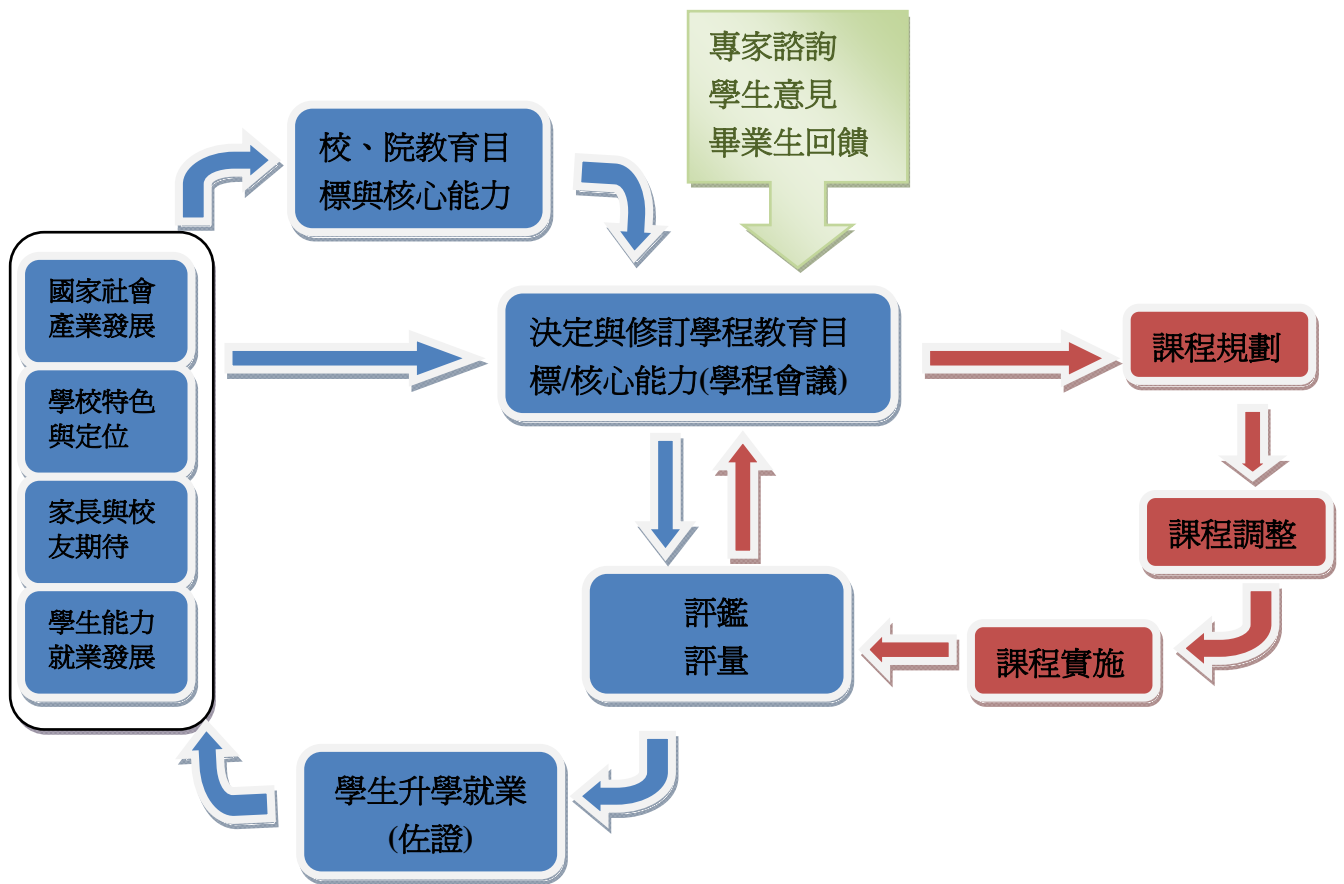 專家諮詢
學生意見
畢業生回饋
校、院教育目
標與核心能力
國家社會
產業發展
學校特色
與定位
家長與校
友期待
學生能力
就業發展
決定與修訂學程教育目
標/核心能力(學程會議)
課程規劃
課程調整
課程實施
評鑑
評量
學生升學就業
(佐證)